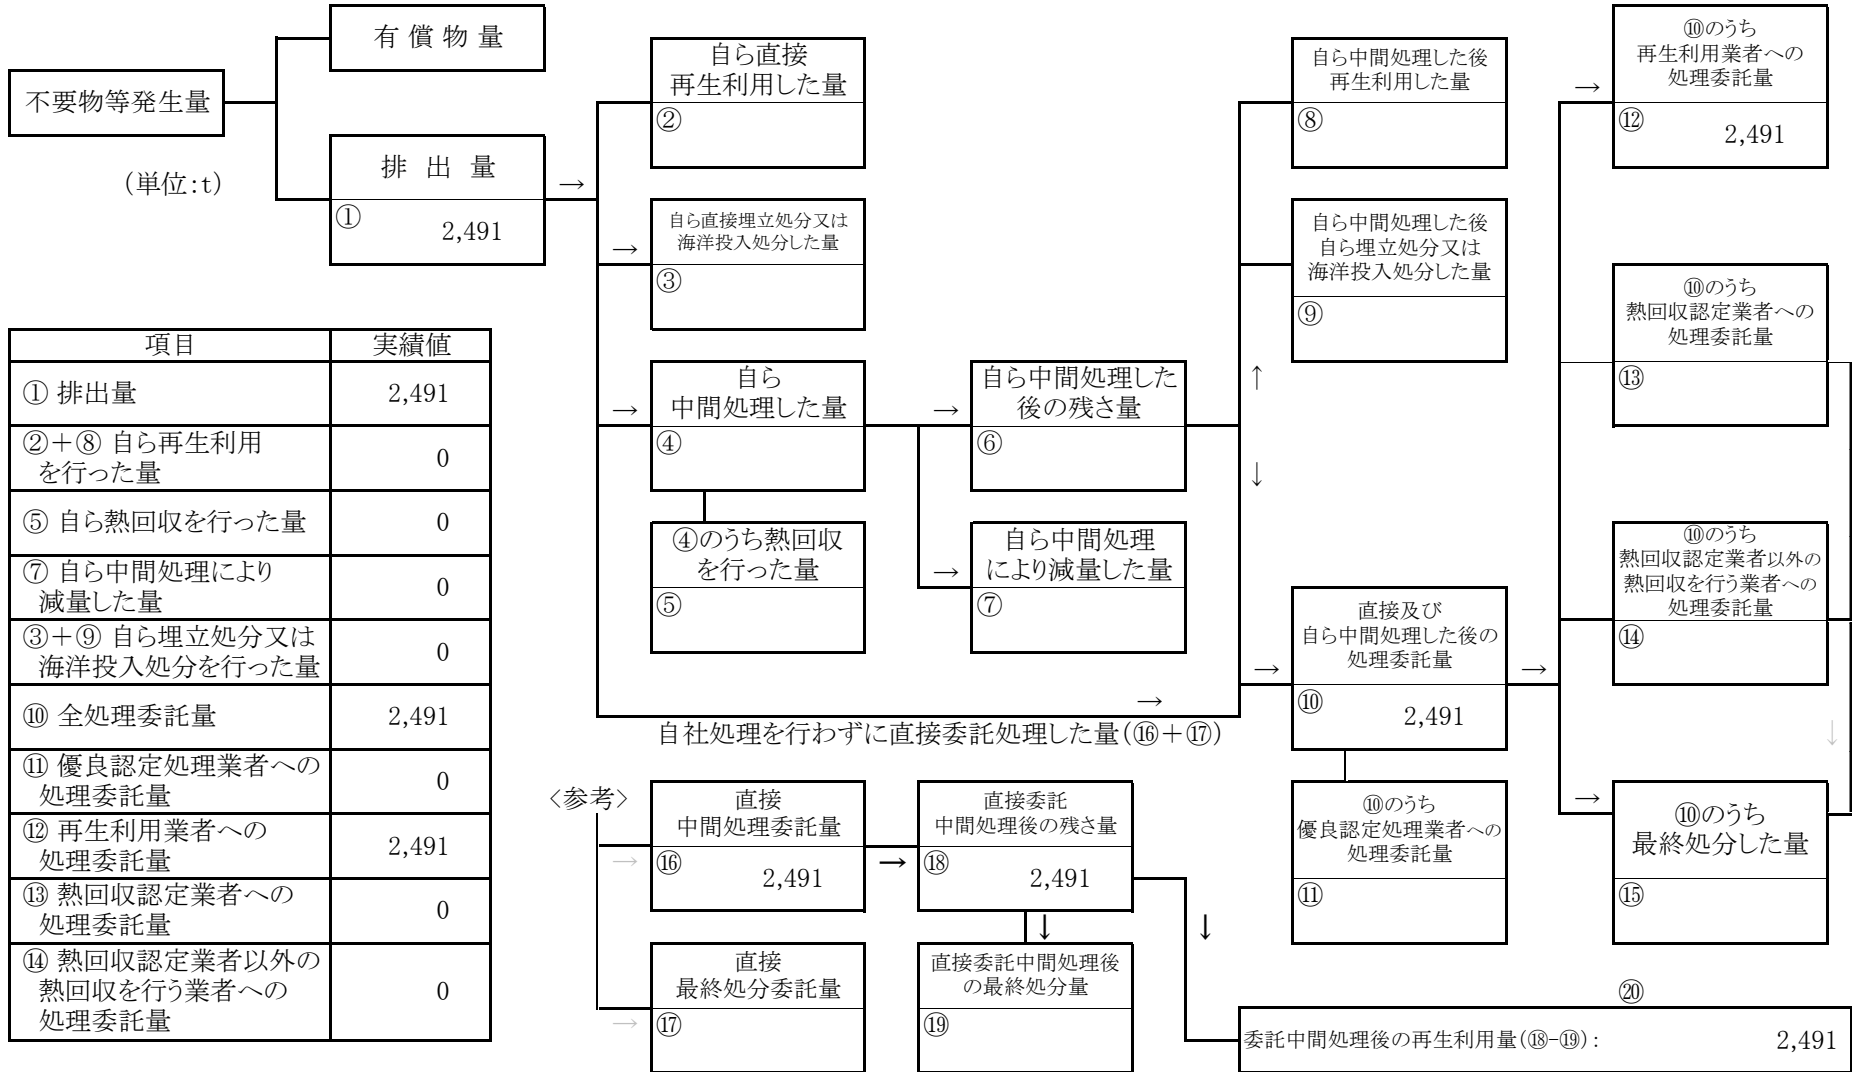 不要物等発生量
(単位:t)
有 償 物 量
排 出 量
① 2,491
→
自ら直接
再生利用した量
②
→
自ら直接埋立処分又は
海洋投入処分した量
③
→
自ら
中間処理した量
④
④のうち熱回収
を行った量
⑤
→
自ら中間処理した
後の残さ量
⑥
→
自ら中間処理
により減量した量
⑦
↑
↓
自ら中間処理した後
再生利用した量
⑧
自ら中間処理した後
自ら埋立処分又は
海洋投入処分した量
⑨
→
自社処理を行わずに直接委託処理した量(⑯+⑰)
→
直接及び
自ら中間処理した後の
処理委託量
⑩ 2,491
⑩のうち
優良認定処理業者への
処理委託量
⑪
→
→
⑩のうち
再生利用業者への
処理委託量
⑫ 2,491
⑩のうち
熱回収認定業者への
処理委託量
⑬
⑩のうち
熱回収認定業者以外の
熱回収を行う業者への
処理委託量
⑭
↓
→
⑩のうち
最終処分した量
⑮
項目 実績値
① 排出量 2,491
②+⑧ 自ら再生利用
を行った量 0
⑤ 自ら熱回収を行った量 0
⑦ 自ら中間処理により
減量した量 0
③+⑨ 自ら埋立処分又は
海洋投入処分を行った量 0
⑩ 全処理委託量 2,491
⑪ 優良認定処理業者への
処理委託量 0
⑫ 再生利用業者への
処理委託量 2,491
⑬ 熱回収認定業者への
処理委託量 0
⑭ 熱回収認定業者以外の
熱回収を行う業者への
処理委託量 0
<参考>
→
直接
中間処理委託量
⑯ 2,491
→
直接委託
中間処理後の残さ量
⑱ 2,491
↓
↓
→
直接
最終処分委託量
⑰
直接委託中間処理後
の最終処分量
⑲
⑳
委託中間処理後の再生利用量(⑱-⑲): 2,491